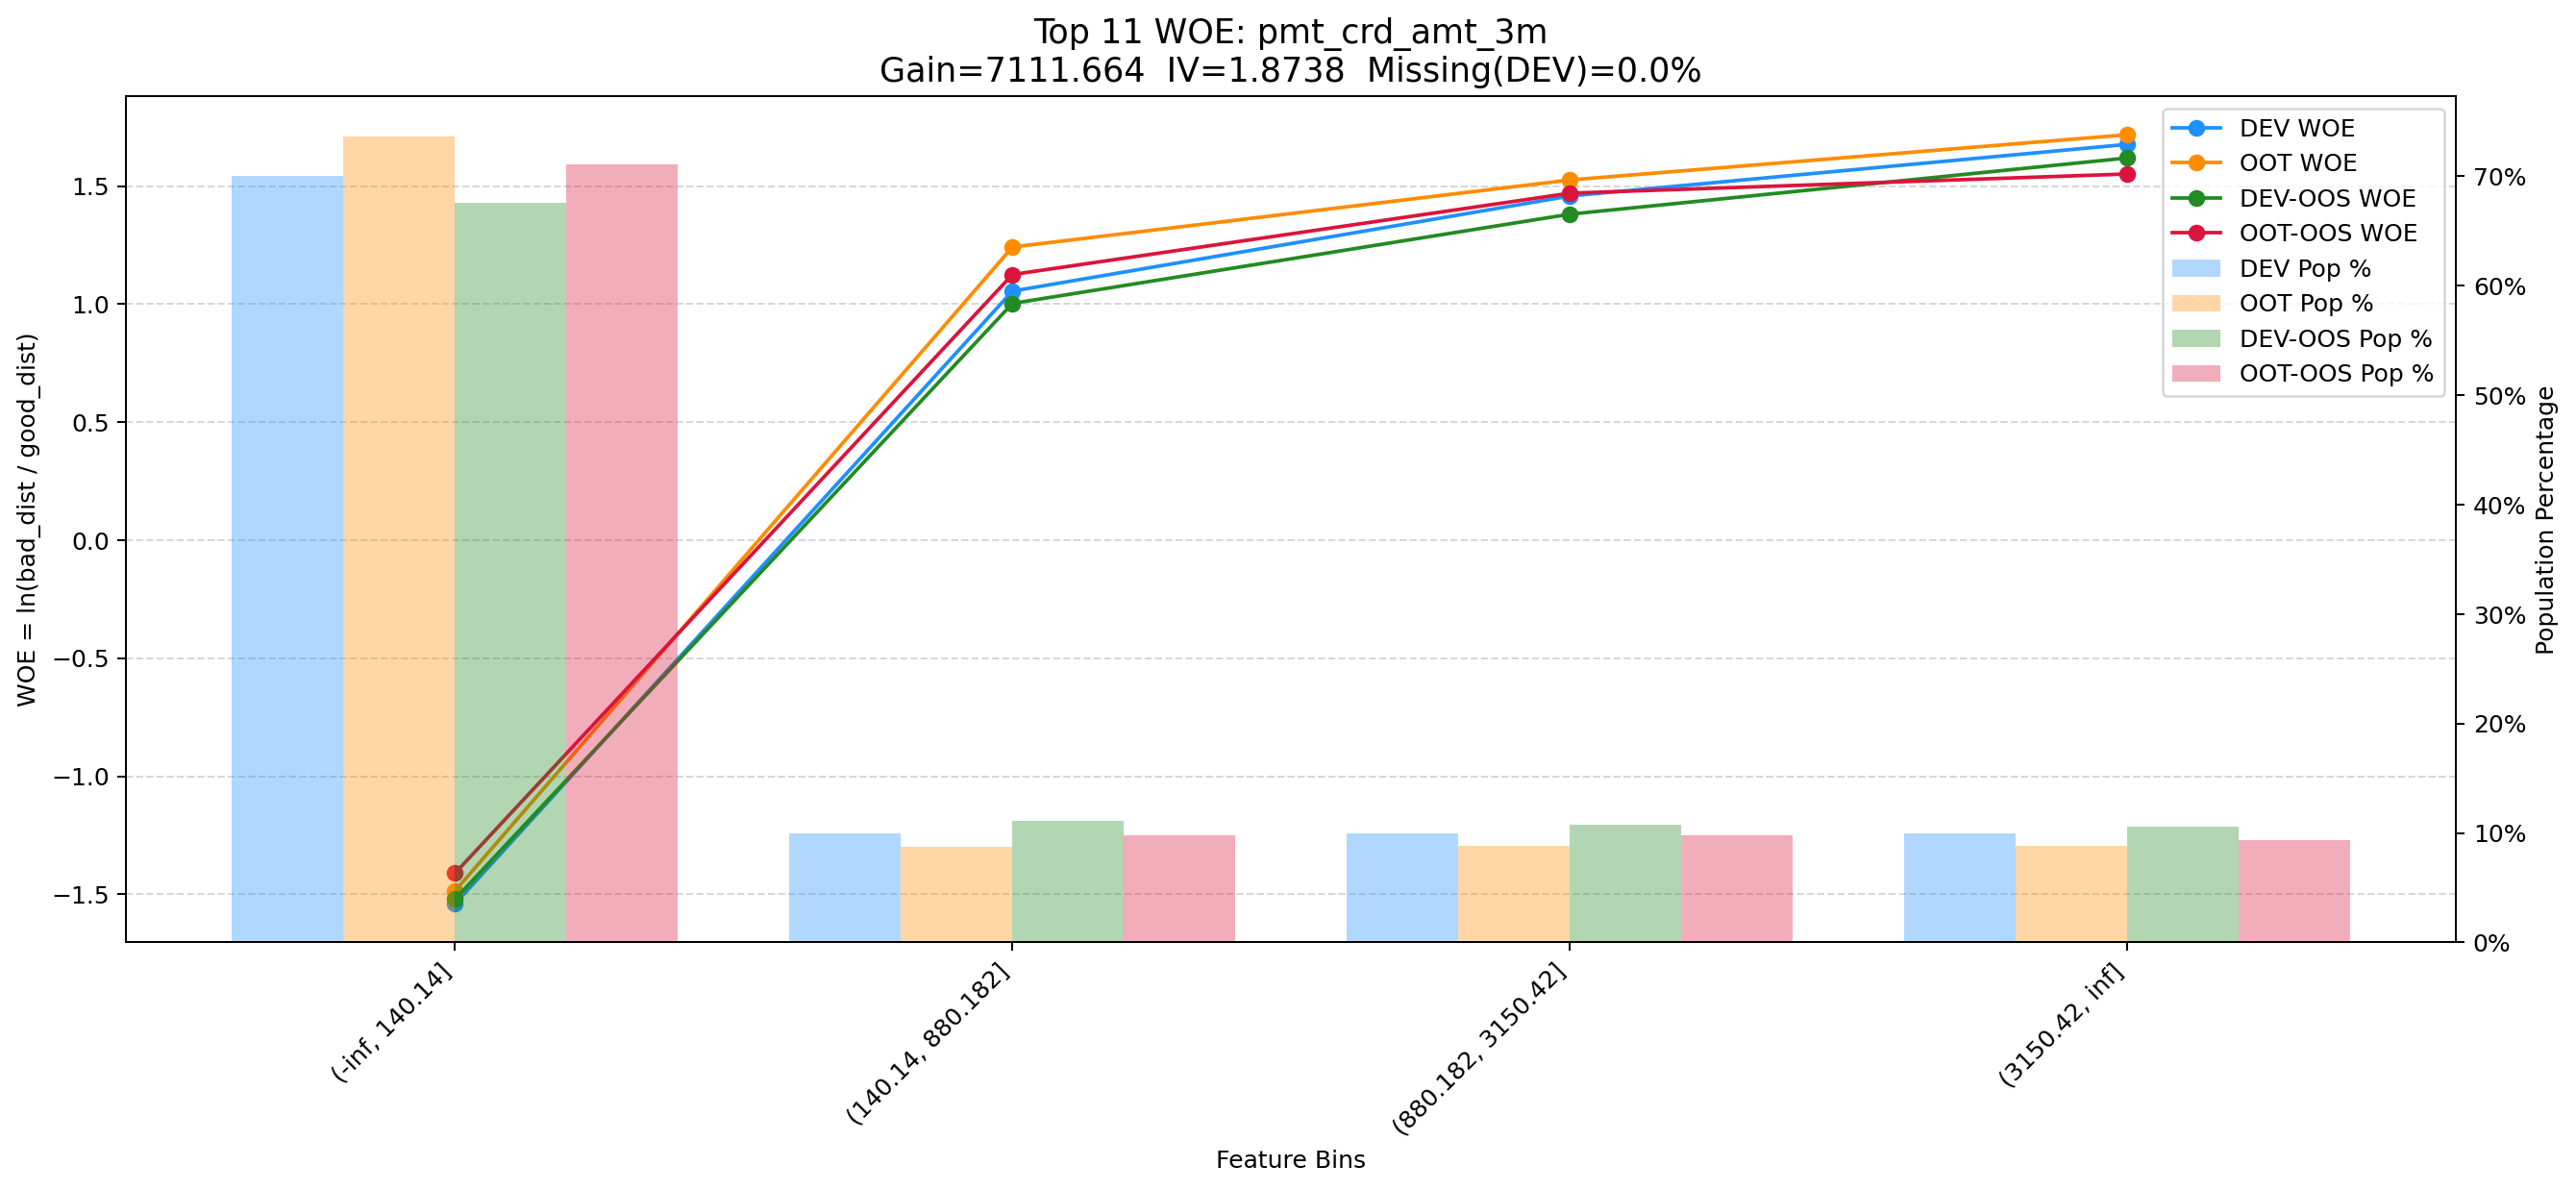 Top 11 WOE: pmt_crd_amt_3m
Gain=7111.664  IV=1.8738  Missing(DEV)=0.0%
WOE = ln(bad_dist / good_dist)
1.5
1.0
0.5
0.0
−0.5
−1.0
−1.5
DEV WOE
OOT WOE
DEV-OOS WOE
OOT-OOS WOE
DEV Pop %
OOT Pop %
DEV-OOS Pop %
OOT-OOS Pop %
70%
60%
50%
40%
30%
20%
10%
0%
Population Percentage
(-inf, 140.14]
(140.14, 880.182]
(880.182, 3150.42]
(3150.42, inf]
Feature Bins